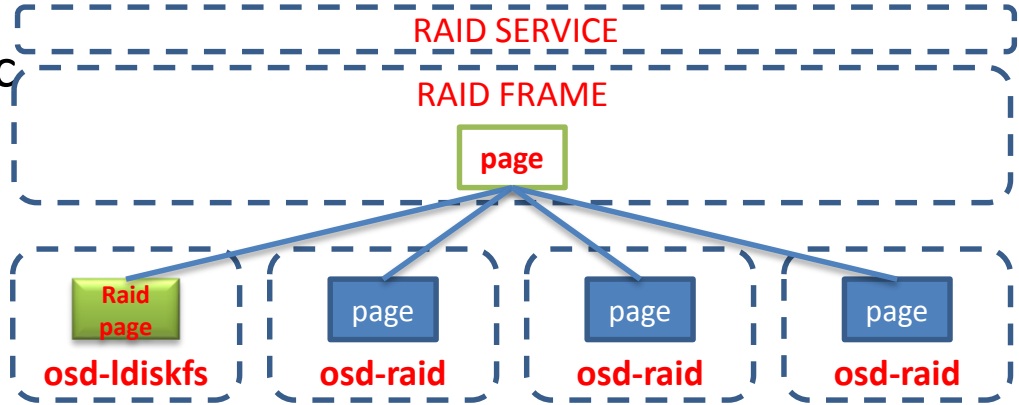 RAID SERVICE
c
RAID FRAME
page
Raid
page
page
page
page
osd-ldiskfs
osd-raid
osd-raid
osd-raid